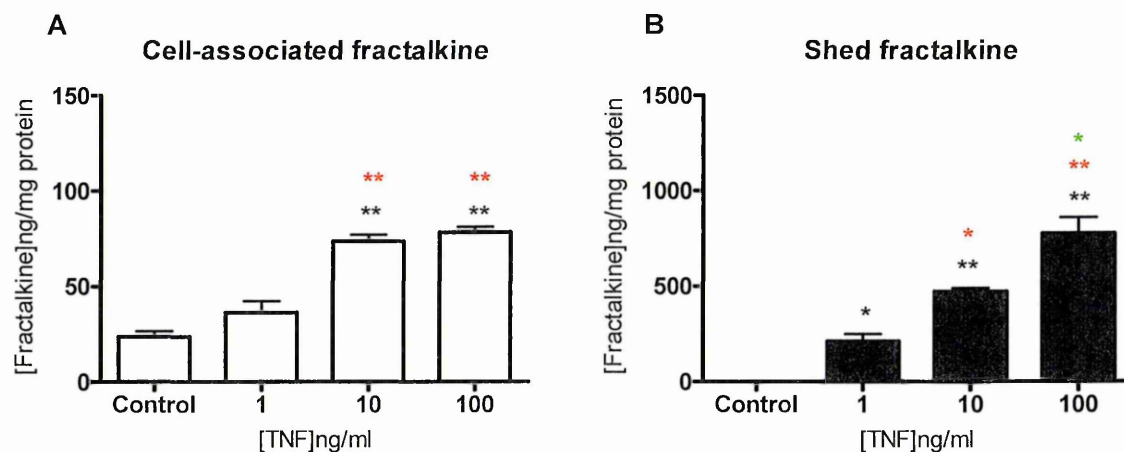 A
Cell-associated fractalkine
[Fractalkine]ng/mg protein
150
100
50
0
** **
** **
Control 1 10 100
[TNF]ng/ml
B
Shed fractalkine
[Fractalkine]ng/mg protein
1500
1000
500
0
*
**
* **
* **
Control 1 10 100
[TNF]ng/ml